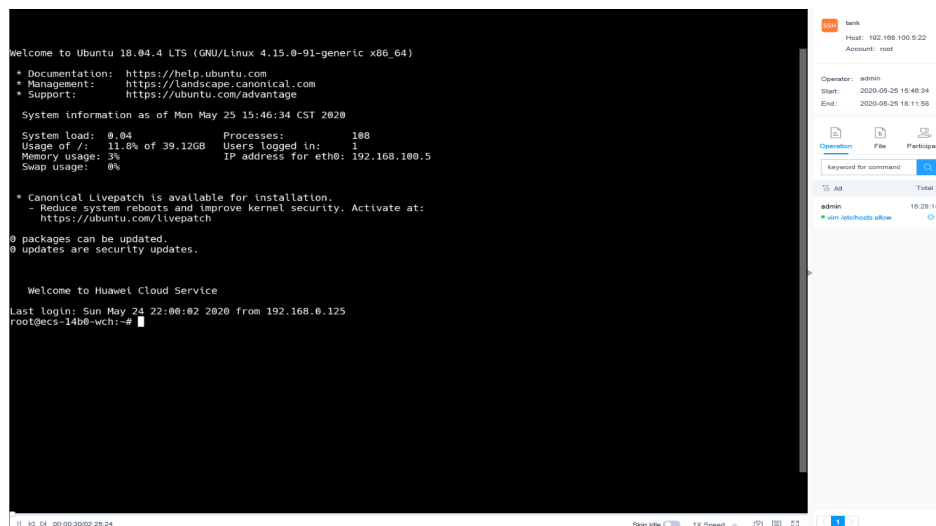 Welcome to Ubuntu 18.04.4 LTS (GNU/Linux 4.15.0-91-generic x86_64)
* Documentation: https://help.ubuntu.com
* Management: https://landscape.canonical.com
* Support: https://ubuntu.com/advantage
System information as of Mon May 25 15:46:34 CST 2020
System load: 0.04 Processes: 108
Usage of /: 11.8% of 39.12GB Users logged in: 1
Memory usage: 3% IP address for eth0: 192.168.100.5
Swap usage: 0%
* Canonical Livepatch is available for installation.
- Reduce system reboots and improve kernel security. Activate at:
https://ubuntu.com/livepatch
0 packages can be updated.
0 updates are security updates.
Welcome to Huawei Cloud Service
Last login: Sun May 24 22:00:02 2020 from 192.168.0.125
root@ecs-14b0-wch:~#
00:00:30/02:25:24
Skip Idle 1X Speed
SSH tank
Host: 192.168.100.5:22
Account: root
Operator: admin
Start: 2020-05-25 15:46:34
End: 2020-05-25 18:11:58
Operation File Participa
keyword for command
All Total
admin 16:28:1
vim /etc/hosts.allow
1